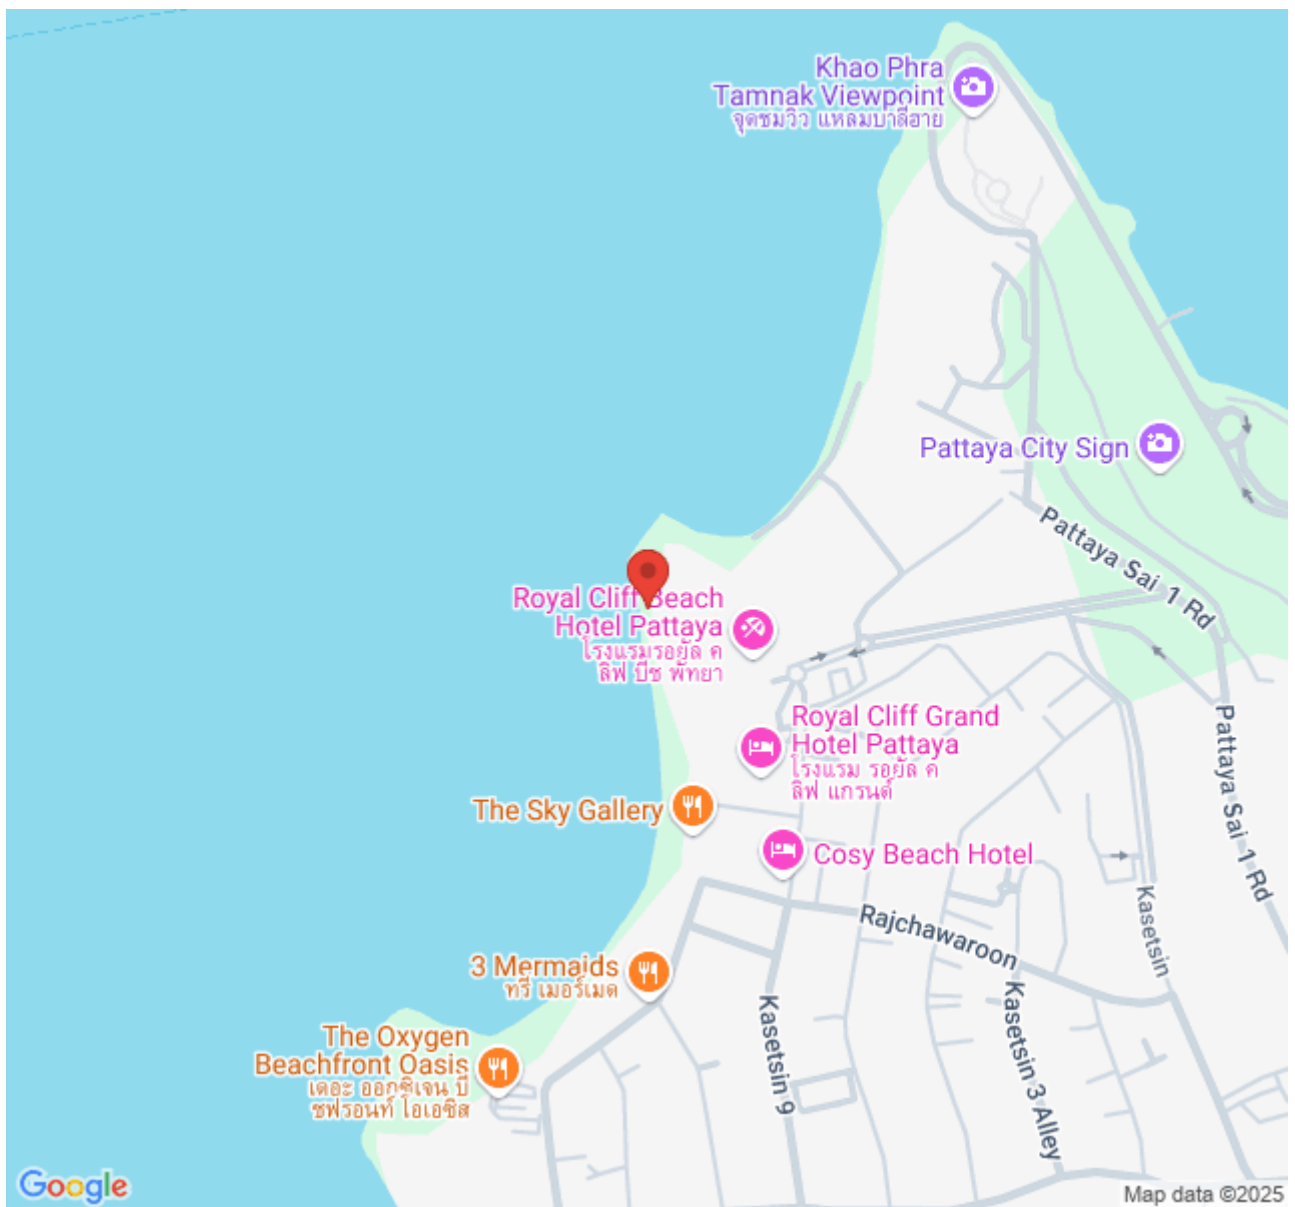 Khao Phra
Tamnak Viewpoint
จุดชมวิว แหลมบาลีฮาย
Pattaya City Sign
Pattaya Sai 1 Rd
Royal Cliff Beach
Hotel Pattaya
โรงแรมรอยัล ค
ลิฟ บีช พัทยา
Royal Cliff Grand
Hotel Pattaya
โรงแรม รอยัล ค
ลิฟ แกรนด์
Pattaya Sai 1 Rd
The Sky Gallery
Cosy Beach Hotel
Kasetsin
Rajchawaroon
3 Mermaids
ทรี เมอร์เมด
Kasetsin 9
Kasetsin 3 Alley
The Oxygen
Beachfront Oasis
เดอะ ออกซิเจน บี
ชฟรอนท์ โอเอซิส
Google
Map data ©2025